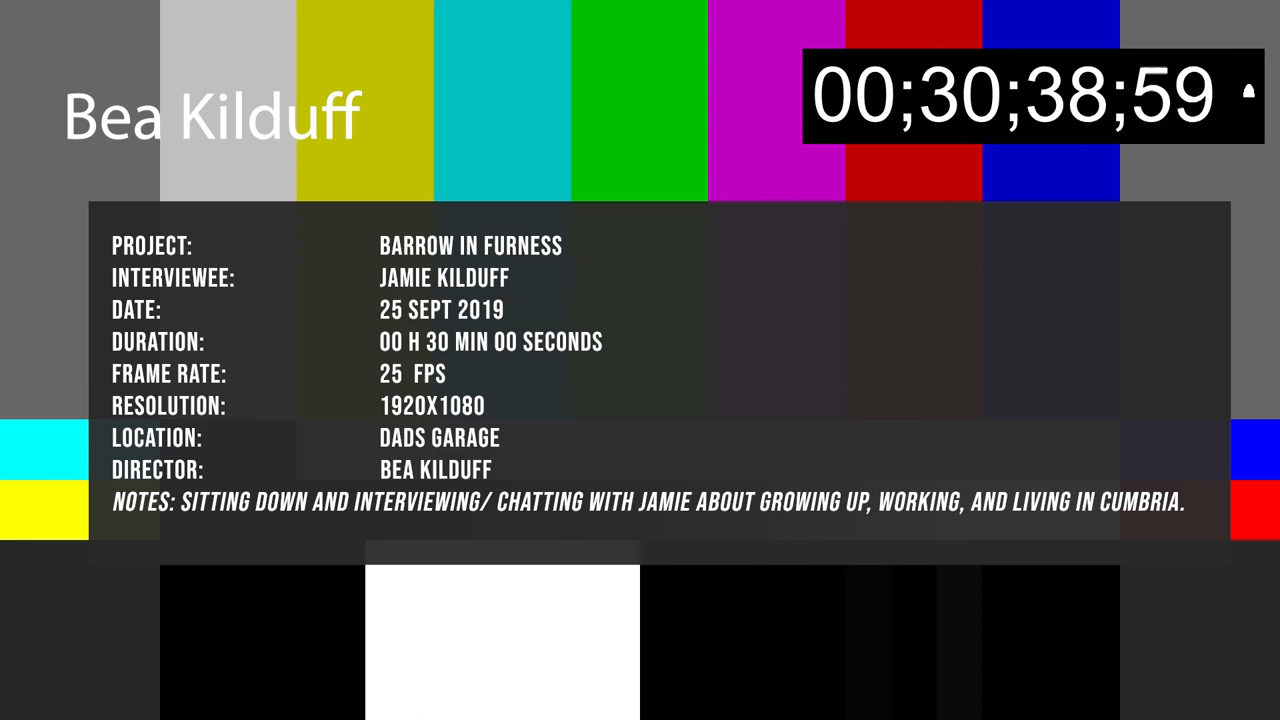 Bea Kilduff
00;30;38;59
PROJECT: BARROW IN FURNESS
INTERVIEWEE: JAMIE KILDUFF
DATE: 25 SEPT 2019
DURATION: 00 H 30 MIN 00 SECONDS
FRAME RATE: 25 FPS
RESOLUTION: 1920X1080
LOCATION: DADS GARAGE
DIRECTOR: BEA KILDUFF
NOTES: SITTING DOWN AND INTERVIEWING/ CHATTING WITH JAMIE ABOUT GROWING UP, WORKING, AND LIVING IN CUMBRIA.